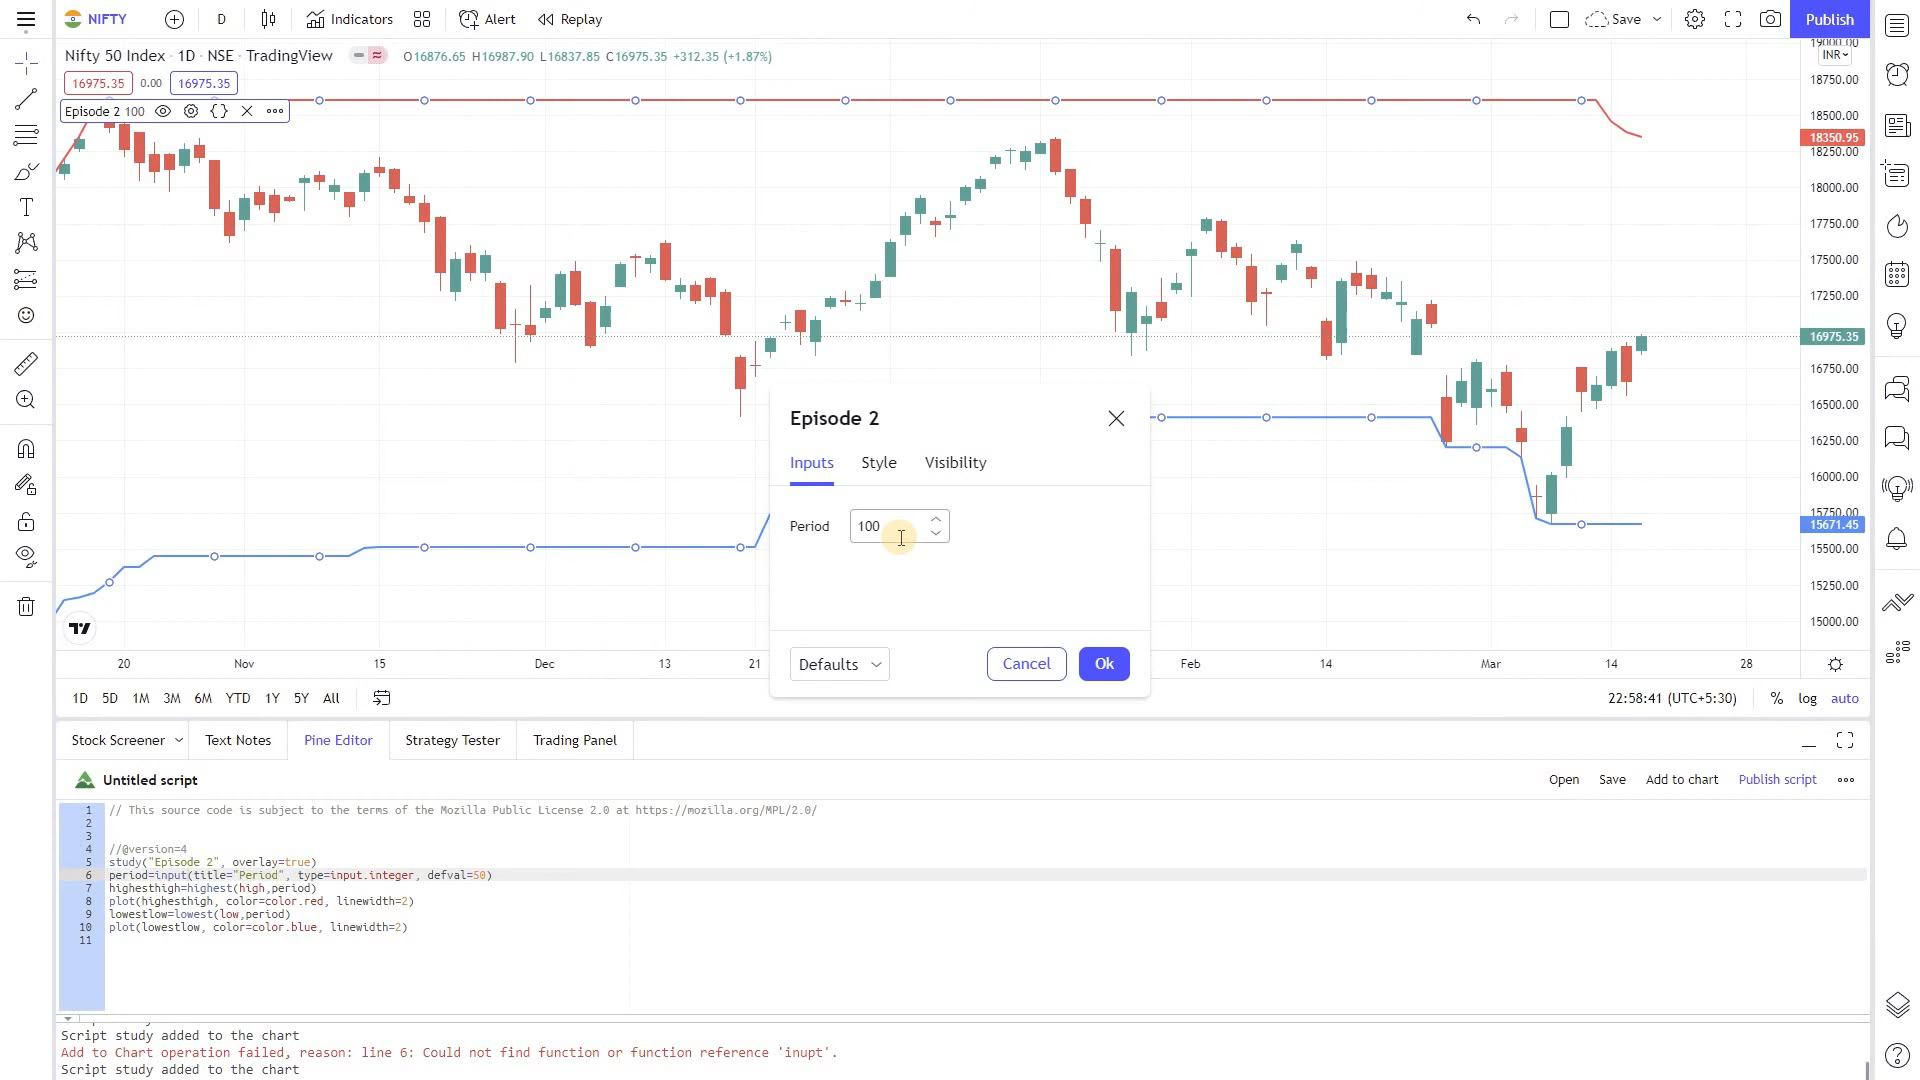 NIFTY
D
Indicators
Alert
Replay
Save
Publish
Nifty 50 Index · 1D · NSE · TradingView
O16876.65 H16987.90 L16837.85 C16975.35 +312.35 (+1.87%)
16975.35 0.00 16975.35
Episode 2 100
19000.00
INR
18750.00
18500.00
18350.95
18250.00
18000.00
17750.00
17500.00
17250.00
16975.35
16750.00
16500.00
16250.00
16000.00
15750.00
15671.45
15500.00
15250.00
15000.00
Episode 2
Inputs Style Visibility
Period 100
Defaults Cancel Ok
20 Nov 15 Dec 13 21 Feb 14 Mar 14 28
1D 5D 1M 3M 6M YTD 1Y 5Y All
22:58:41 (UTC+5:30) % log auto
Stock Screener Text Notes Pine Editor Strategy Tester Trading Panel
Untitled script
Open Save Add to chart Publish script
1 // This source code is subject to the terms of the Mozilla Public License 2.0 at https://mozilla.org/MPL/2.0/
2
3
4 //@version=4
5 study("Episode 2", overlay=true)
6 period=input(title="Period", type=input.integer, defval=50)
7 highesthigh=highest(high,period)
8 plot(highesthigh, color=color.red, linewidth=2)
9 lowestlow=lowest(low,period)
10 plot(lowestlow, color=color.blue, linewidth=2)
11
Script study added to the chart
Add to Chart operation failed, reason: line 6: Could not find function or function reference 'inupt'.
Script study added to the chart